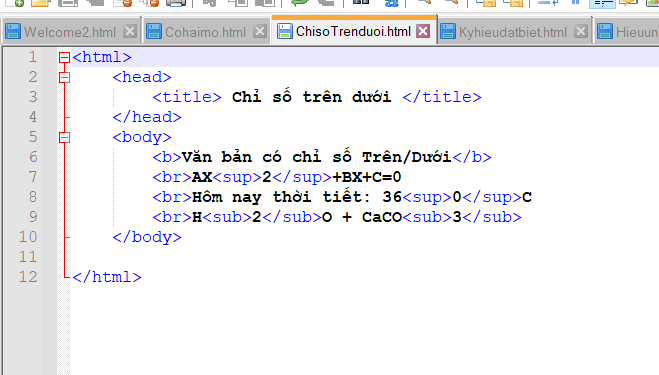 Welcome2.html Cohaimo.html ChisoTrenduoi.html Kyhieudatbiet.html Hieuun
1 <html>
2 <head>
3 <title> Chỉ số trên dưới </title>
4 </head>
5 <body>
6 <b>Văn bản có chỉ số Trên/Dưới</b>
7 <br>AX<sup>2</sup>+BX+C=0
8 <br>Hôm nay thời tiết: 36<sup>0</sup>C
9 <br>H<sub>2</sub>O + CaCO<sub>3</sub>
10 </body>
11
12 </html>